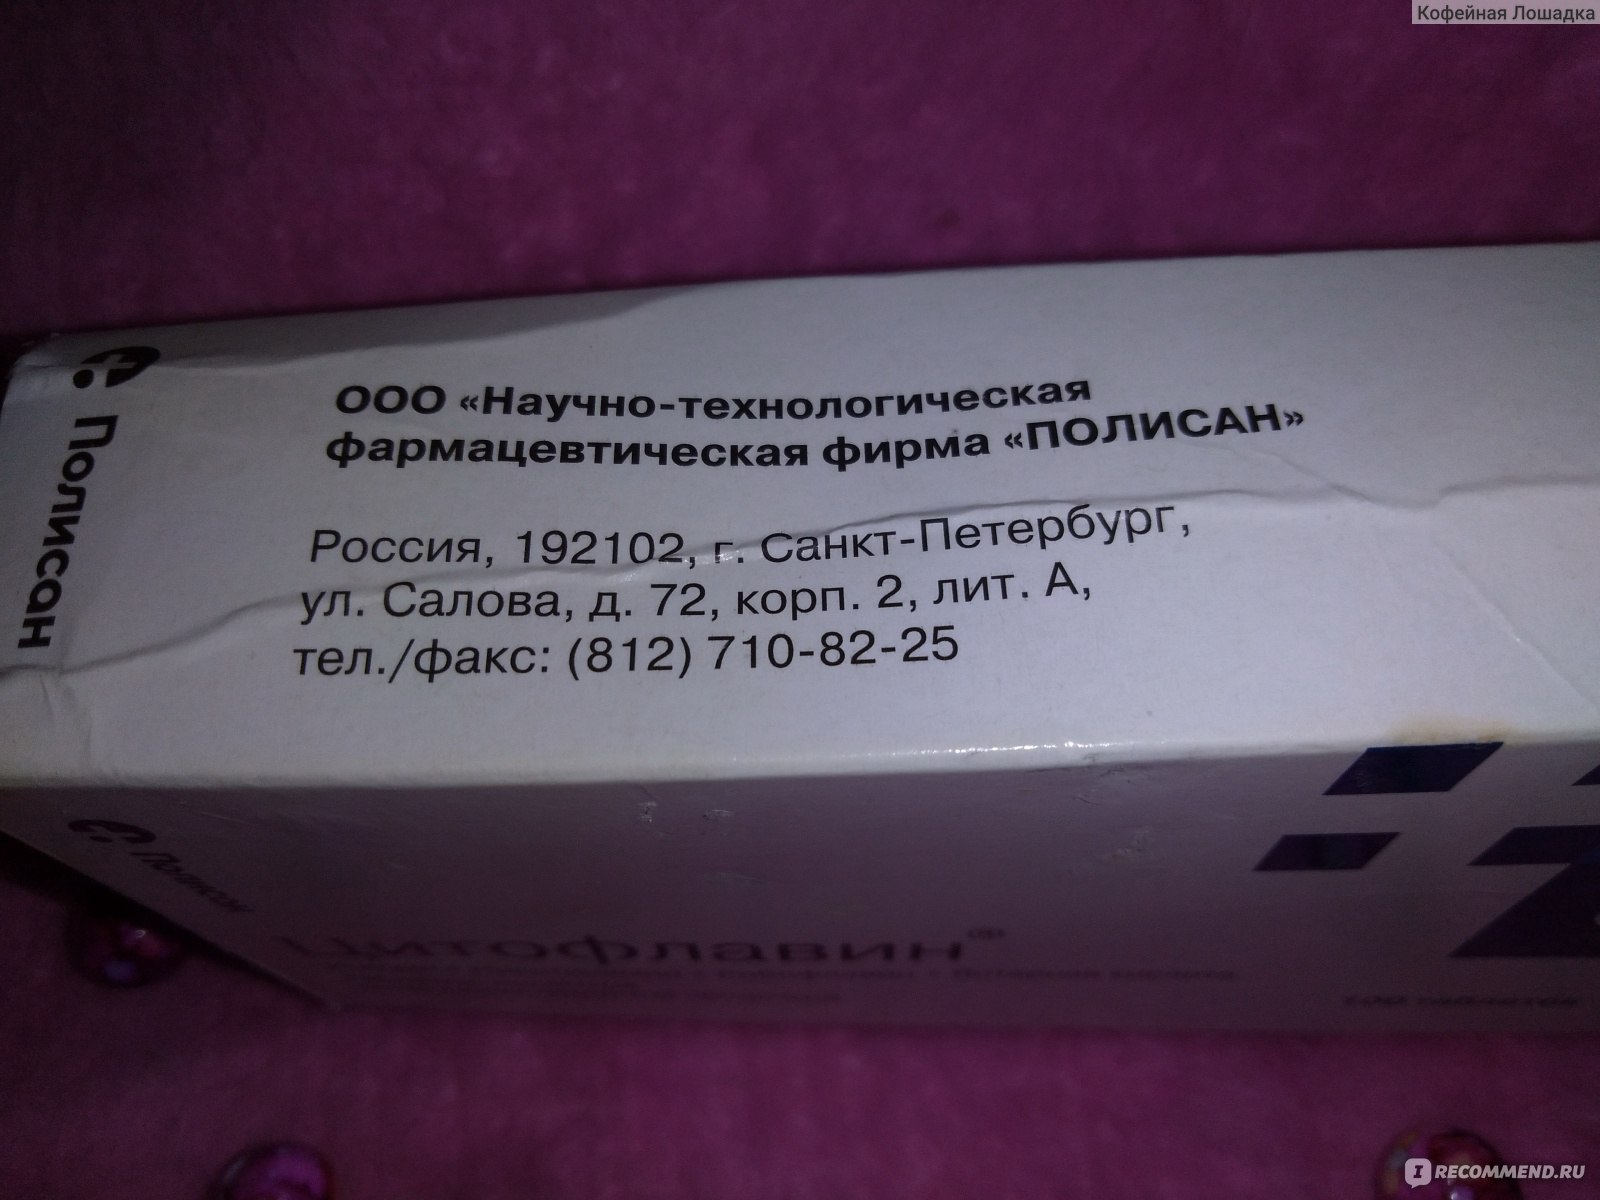 Кофейная Лошадка
Полисан
ООО «Научно-технологическая
фармацевтическая фирма «ПОЛИСАН»
Россия, 192102, г. Санкт-Петербург,
ул. Салова, д. 72, корп. 2, лит. А,
тел./факс: (812) 710-82-25
Полисан
Цитофлавин®
IRECOMMEND.RU